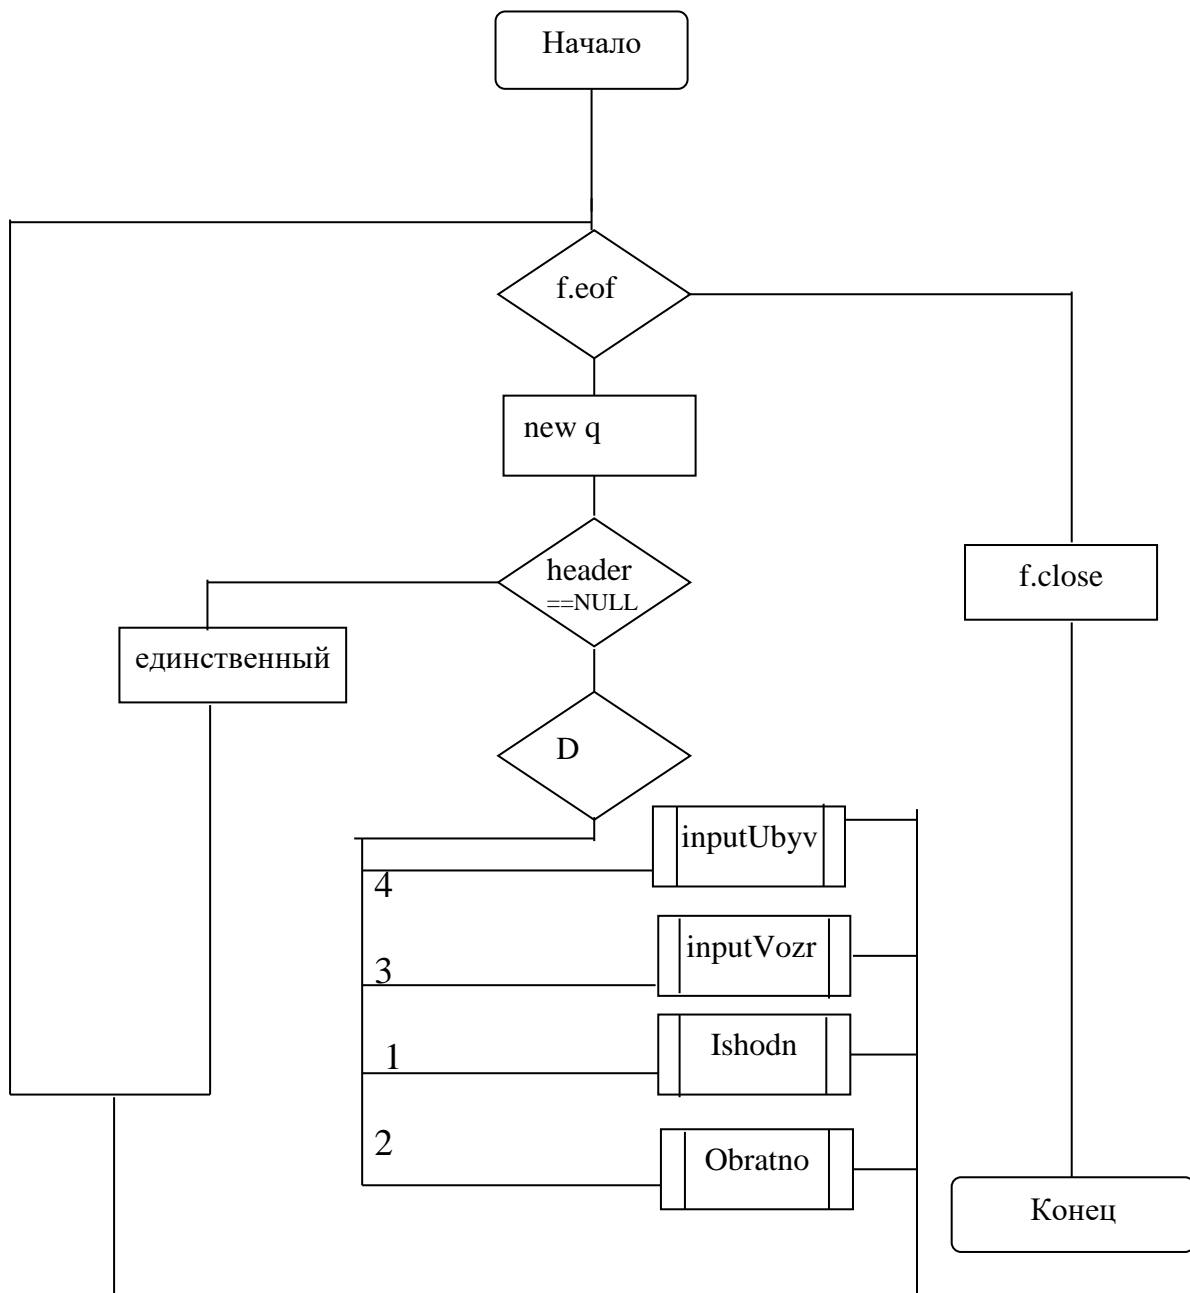 Начало
f.eof
new q
header
==NULL
f.close
единственный
D
inputUbyv
4
inputVozr
3
Ishodn
1
2
Obratno
Конец